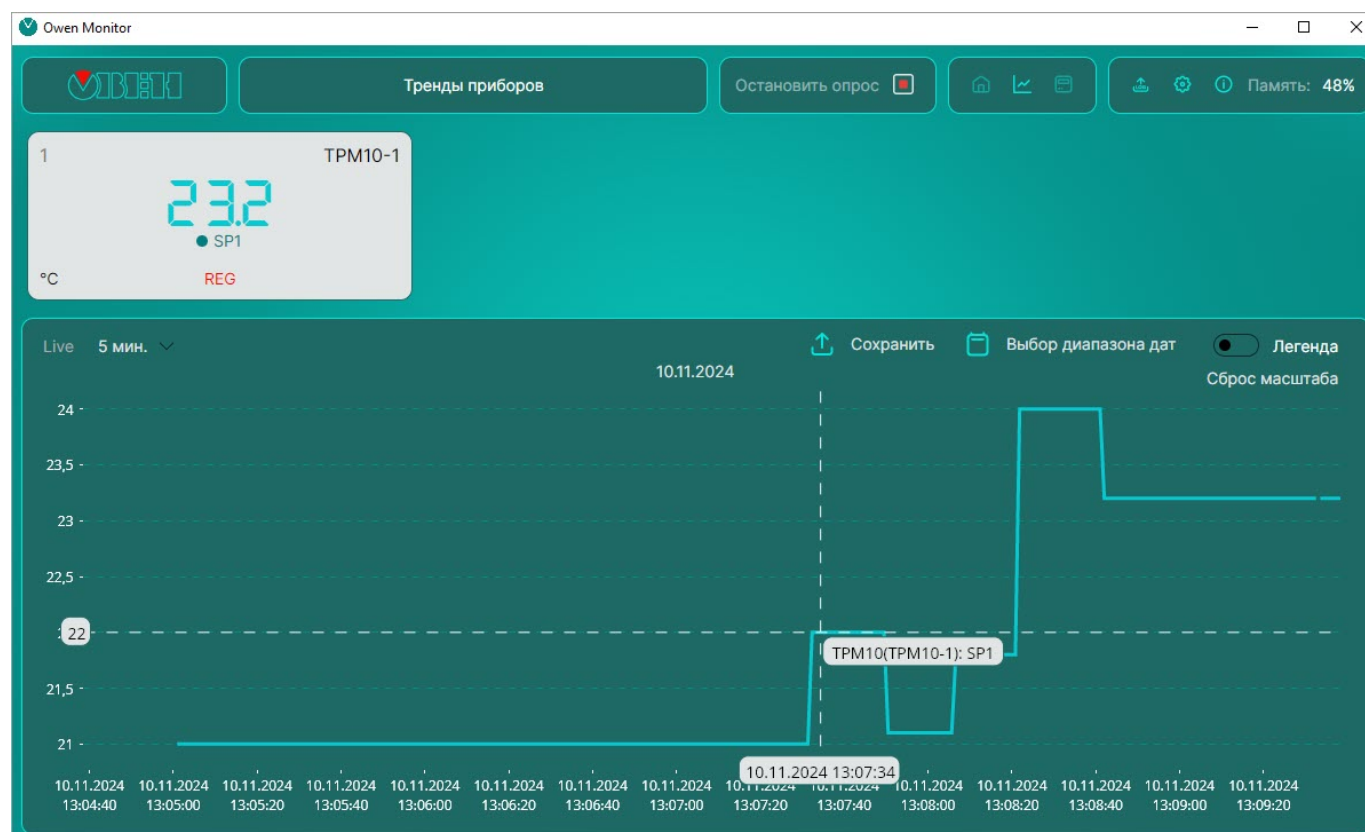 Owen Monitor
ОВЕН
Тренды приборов
Остановить опрос
Память: 48%
1
ТРМ10-1
23.2
SP1
°C
REG
Live
5 мин.
Сохранить
Выбор диапазона дат
Легенда
10.11.2024
Сброс масштаба
24
23,5
23
22,5
22
ТРМ10(ТРМ10-1): SP1
21,5
21
10.11.2024 13:07:34
10.11.2024 10.11.2024 10.11.2024 10.11.2024 10.11.2024 10.11.2024 10.11.2024 10.11.2024 10.11.2024 10.11.2024 10.11.2024 10.11.2024 10.11.2024 10.11.2024 10.11.2024
13:04:40 13:05:00 13:05:20 13:05:40 13:06:00 13:06:20 13:06:40 13:07:00 13:07:20 13:07:40 13:08:00 13:08:20 13:08:40 13:09:00 13:09:20